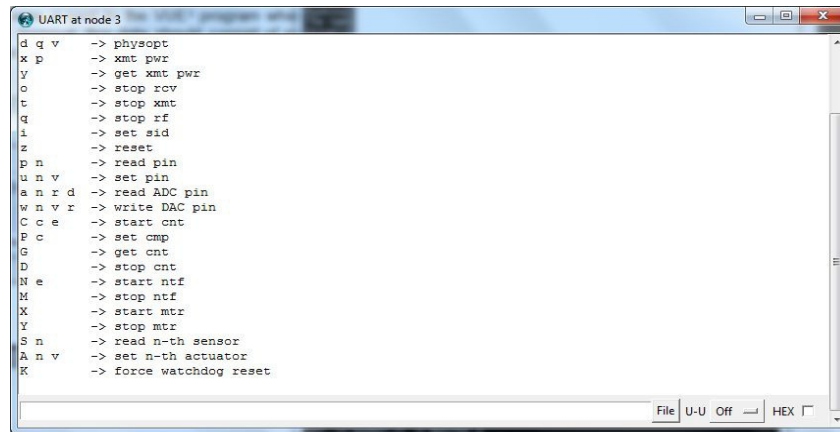 UART at node 3
d q v -> physopt
x p -> xmt pwr
y -> get xmt pwr
o -> stop rcv
t -> stop xmt
q -> stop rf
i -> set sid
z -> reset
p n -> read pin
u n v -> set pin
a n r d -> read ADC pin
w n v r -> write DAC pin
C c e -> start cnt
P c -> set cmp
G -> get cnt
D -> stop cnt
N e -> start ntf
M -> stop ntf
X -> start mtr
Y -> stop mtr
S n -> read n-th sensor
A n v -> set n-th actuator
K -> force watchdog reset
File U-U Off HEX